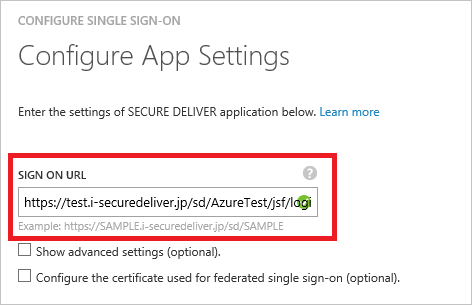 CONFIGURE SINGLE SIGN-ON
Configure App Settings
Enter the settings of SECURE DELIVER application below. Learn more
SIGN ON URL ?
https://test.i-securedeliver.jp/sd/AzureTest/jsf/logi
Example: https://SAMPLE.i-securedeliver.jp/sd/SAMPLE
Show advanced settings (optional).
Configure the certificate used for federated single sign-on (optional).